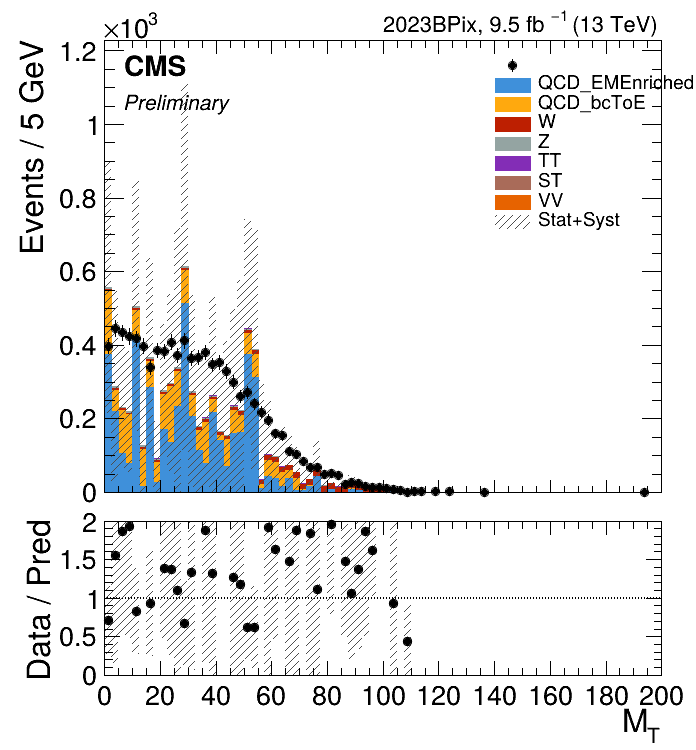 ×10³
2023BPix, 9.5 fb⁻¹ (13 TeV)
CMS
Preliminary
QCD_EMEnriched
QCD_bcToE
W
Z
TT
ST
VV
Stat+Syst
Events / 5 GeV
1.2
1
0.8
0.6
0.4
0.2
0
Data / Pred
2
1.5
1
0.5
0
0 20 40 60 80 100 120 140 160 180 200
M_T